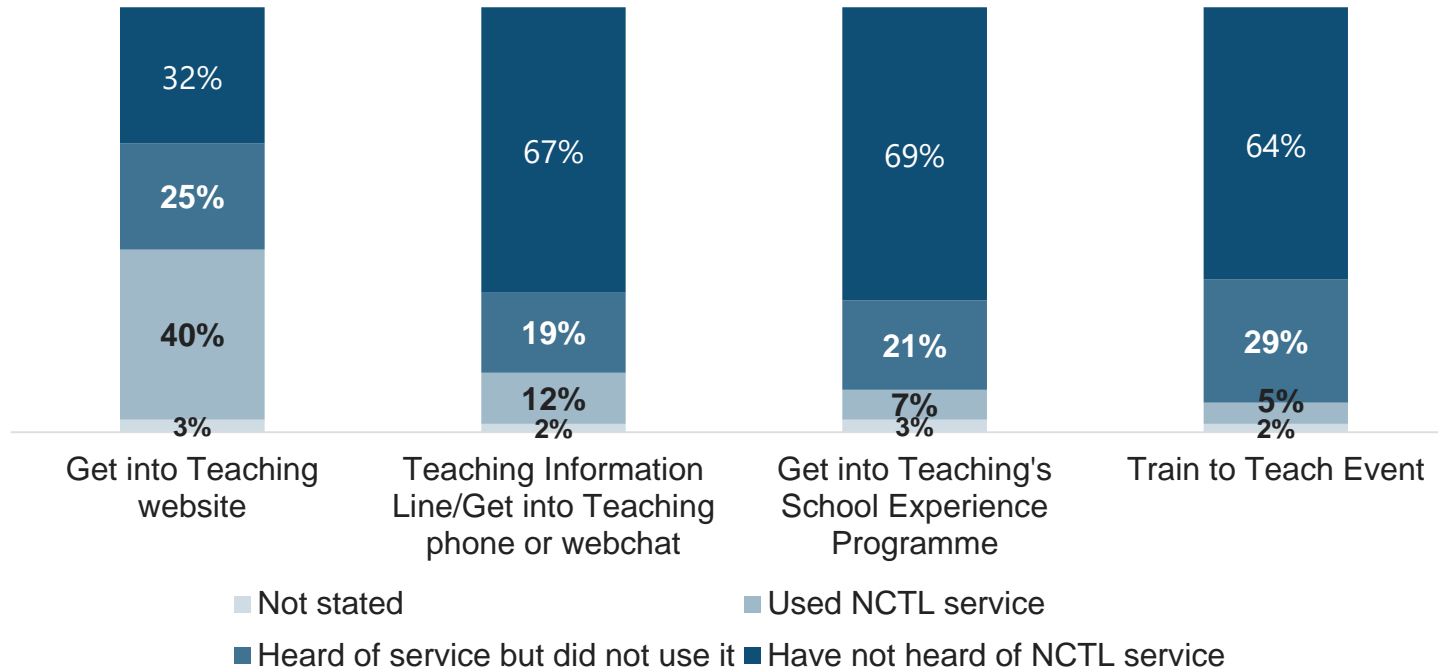 32%
67%
69%
64%
25%
19%
21%
29%
40%
12%
7%
5%
3%
2%
3%
2%
Get into Teaching
website
Teaching Information
Line/Get into Teaching
phone or webchat
Get into Teaching's
School Experience
Programme
Train to Teach Event
Not stated
Used NCTL service
Heard of service but did not use it
Have not heard of NCTL service